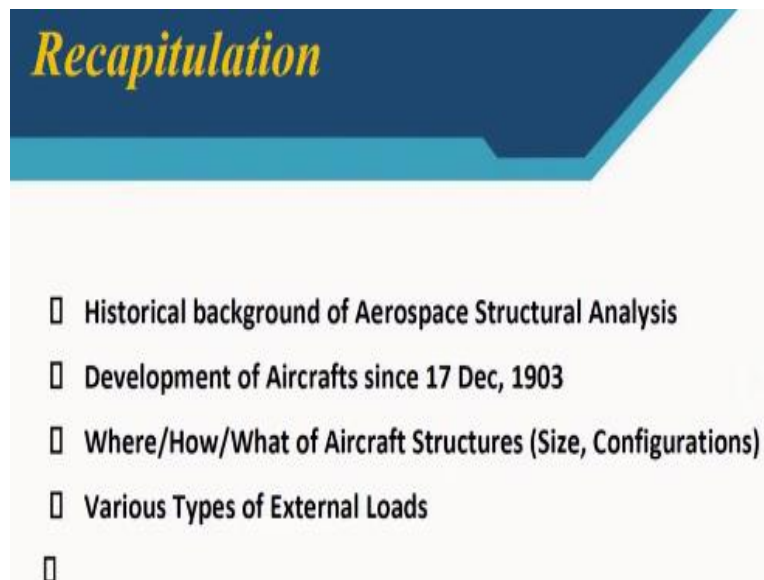 Recapitulation
▯ Historical background of Aerospace Structural Analysis
▯ Development of Aircrafts since 17 Dec, 1903
▯ Where/How/What of Aircraft Structures (Size, Configurations)
▯ Various Types of External Loads
▯